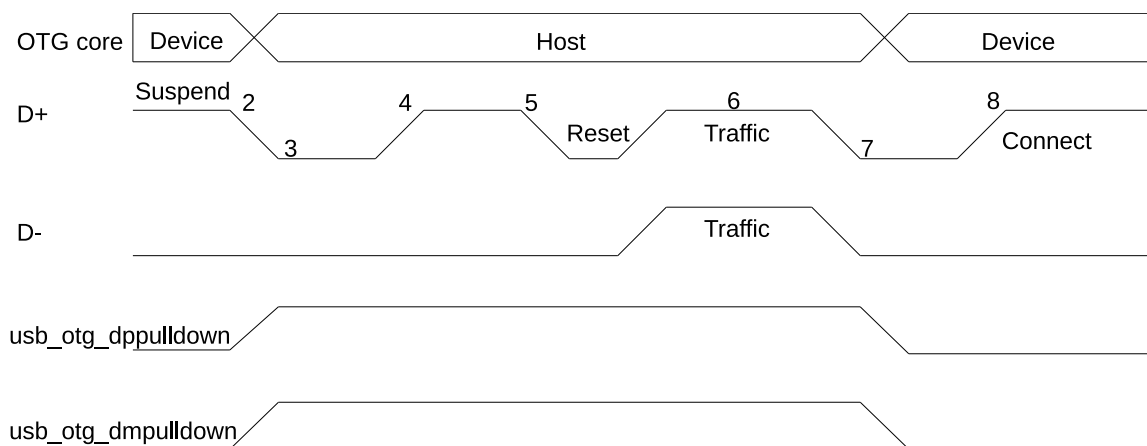 OTG core Device Host Device
Suspend 2 4 5 6 8
D+
3 Reset Traffic 7 Connect
D- Traffic
usb_otg_dppulldown
usb_otg_dmpulldown